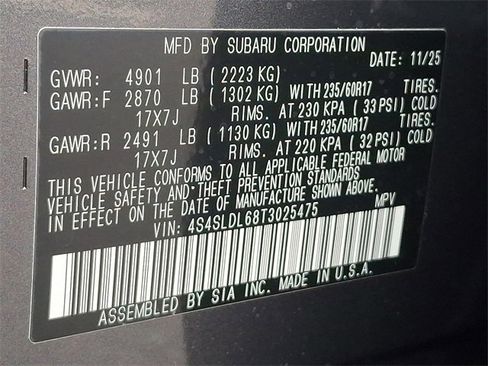 MFD BY SUBARU CORPORATION
DATE: 11/25
GVWR: 4901 LB (2223 KG)
GAWR:F 2870 LB (1302 KG) WITH 235/60R17 TIRES.
17X7J RIMS. AT 230 KPA (33 PSI) COLD
GAWR:R 2491 LB (1130 KG) WITH 235/60R17 TIRES.
17X7J RIMS. AT 220 KPA (32 PSI) COLD
THIS VEHICLE CONFORMS TO ALL APPLICABLE FEDERAL MOTOR
VEHICLE SAFETY AND THEFT PREVENTION STANDARDS
IN EFFECT ON THE DATE OF MANUFACTURE SHOWN ABOVE.
VIN: 4S4SLDL68T3025475 MPV
ASSEMBLED BY SIA INC. MADE IN U.S.A.